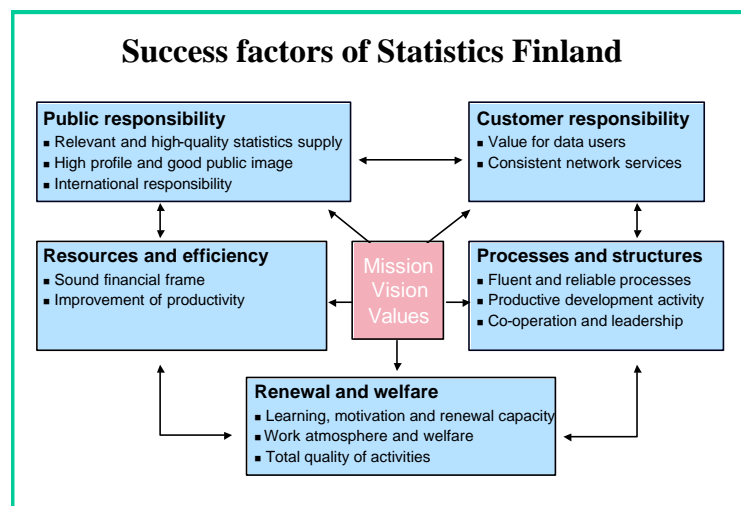 Success factors of Statistics Finland
Public responsibility
▪ Relevant and high-quality statistics supply
▪ High profile and good public image
▪ International responsibility
Customer responsibility
▪ Value for data users
▪ Consistent network services
Resources and efficiency
▪ Sound financial frame
▪ Improvement of productivity
Mission
Vision
Values
Processes and structures
▪ Fluent and reliable processes
▪ Productive development activity
▪ Co-operation and leadership
Renewal and welfare
▪ Learning, motivation and renewal capacity
▪ Work atmosphere and welfare
▪ Total quality of activities